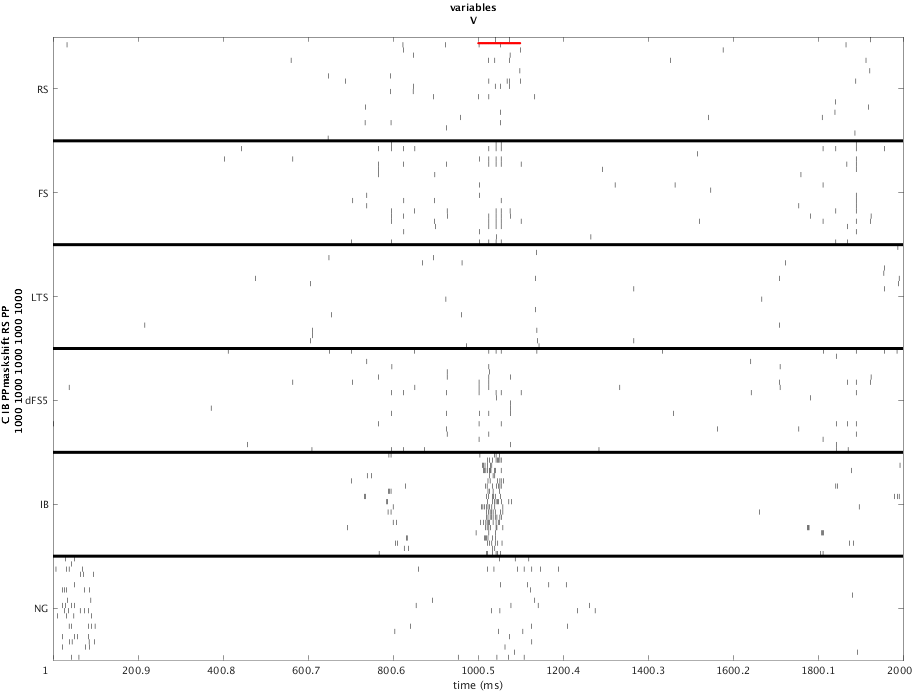 variables
V
RS
FS
LTS
dFS5
IB
NG
C IB PPmaskshift RS PP
1000 1000 1000 1000 1000
1
200.9
400.8
600.7
800.6
1000.5
1200.4
1400.3
1600.2
1800.1
2000
time (ms)